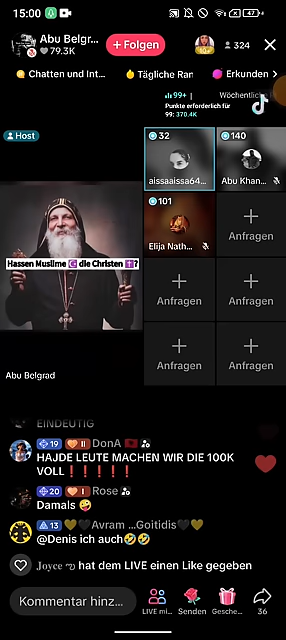 15:00
47
Abu Belgr...
79.3K
+ Folgen
324
Chatten und Int...
Tägliche Ran
Erkunden >
99+ |
Wöchentlich
Punkte erforderlich für
99: 370.4K
Host
32
140
aissaaissa64...
Abu Khan...
101
Elija Nath...
Anfragen
Anfragen
Anfragen
Anfragen
Anfragen
Hassen Muslime ☪ die Christen ✝?
Abu Belgrad
EINDEUTIG
19 II DonA 🇦🇱
HAJDE LEUTE MACHEN WIR DIE 100K
VOLL❗❗❗❗❗
20 I Rose
Damals 🤪
13 💛🖤Avram ...Goitidis🖤💛
@Denis ich auch🤣🤣
Joyce ღ hat dem LIVE einen Like gegeben
Kommentar hinz...
LIVE mi...
Senden
Gesche...
36